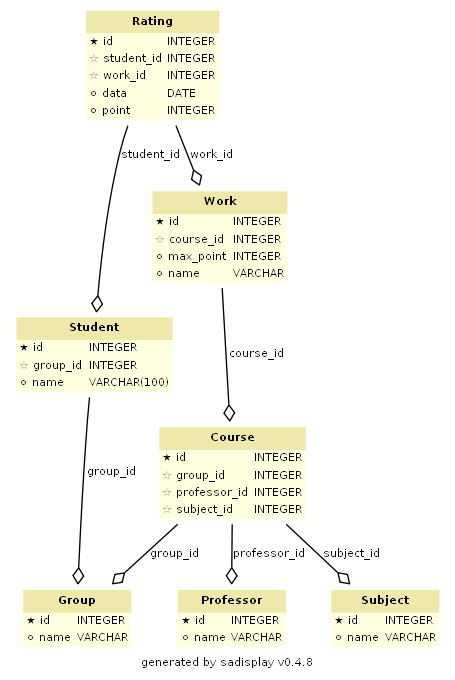 Rating
★ id INTEGER
☆ student_id INTEGER
☆ work_id INTEGER
⚪ data DATE
⚪ point INTEGER
student_id
work_id
Work
★ id INTEGER
☆ course_id INTEGER
⚪ max_point INTEGER
⚪ name VARCHAR
Student
★ id INTEGER
☆ group_id INTEGER
⚪ name VARCHAR(100)
course_id
Course
★ id INTEGER
☆ group_id INTEGER
☆ professor_id INTEGER
☆ subject_id INTEGER
group_id
group_id
professor_id
subject_id
Group
★ id INTEGER
⚪ name VARCHAR
Professor
★ id INTEGER
⚪ name VARCHAR
Subject
★ id INTEGER
⚪ name VARCHAR
generated by sadisplay v0.4.8